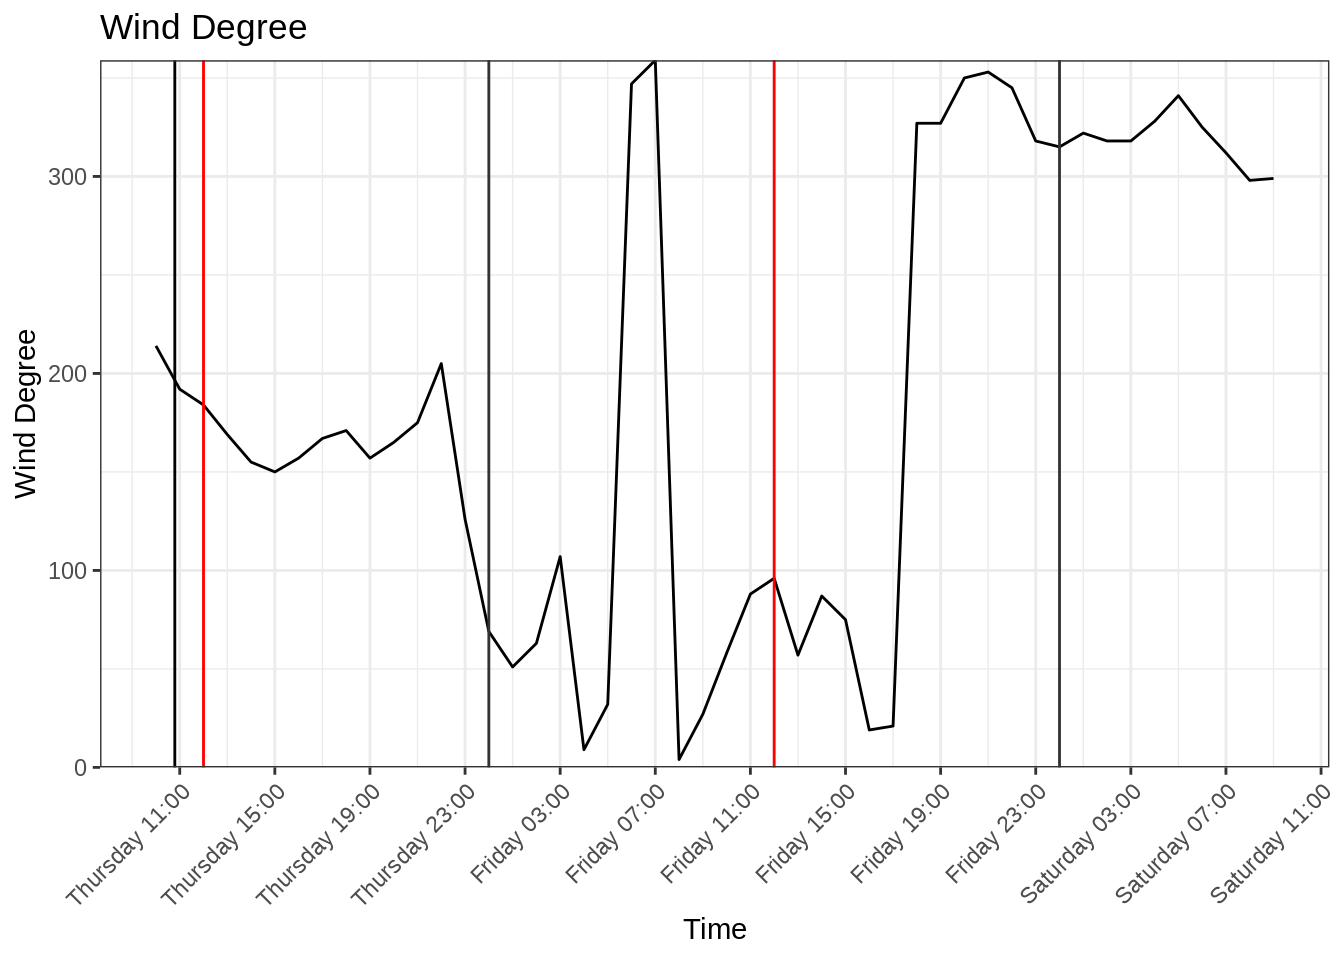 Wind Degree
Wind Degree
300
200
100
0
Thursday 11:00
Thursday 15:00
Thursday 19:00
Thursday 23:00
Friday 03:00
Friday 07:00
Friday 11:00
Friday 15:00
Friday 19:00
Friday 23:00
Saturday 03:00
Saturday 07:00
Saturday 11:00
Time